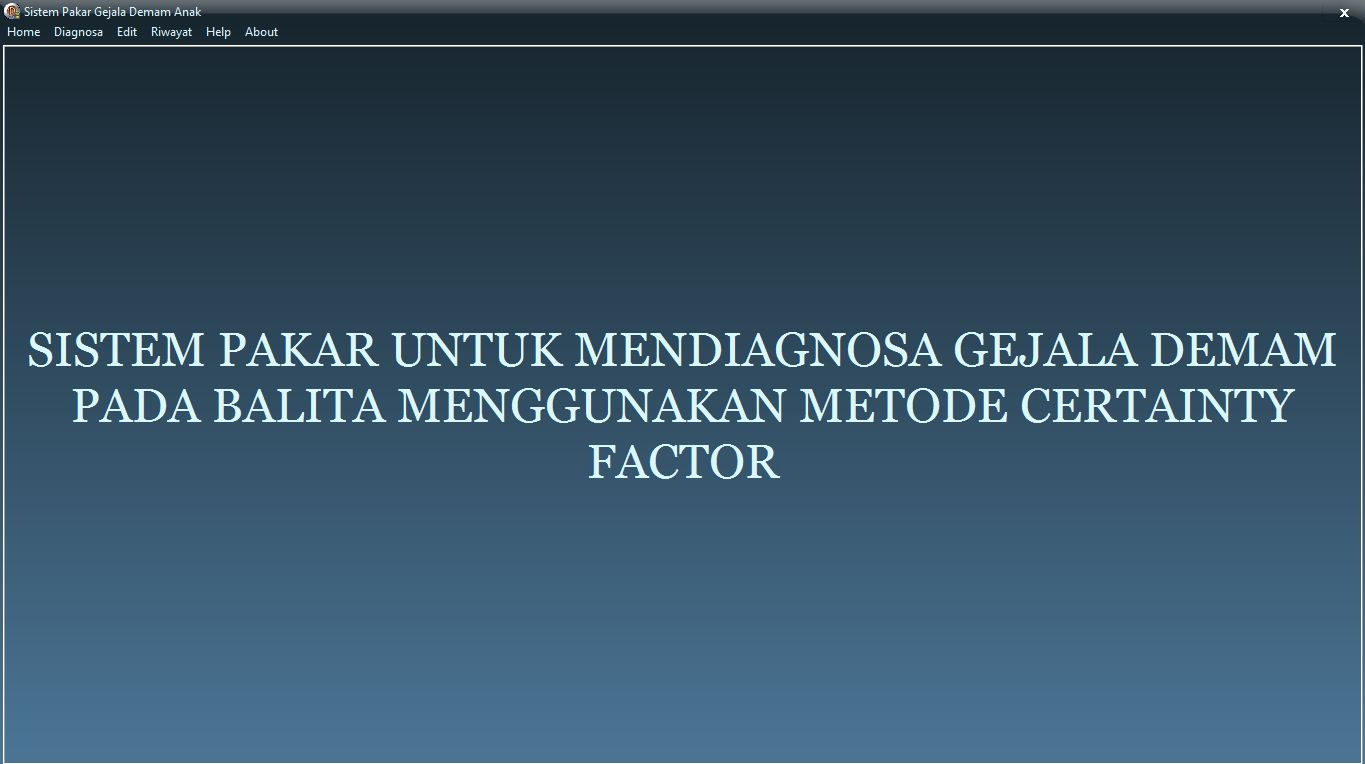 Sistem Pakar Gejala Demam Anak
x
Home Diagnosa Edit Riwayat Help About
SISTEM PAKAR UNTUK MENDIAGNOSA GEJALA DEMAM
PADA BALITA MENGGUNAKAN METODE CERTAINTY
FACTOR